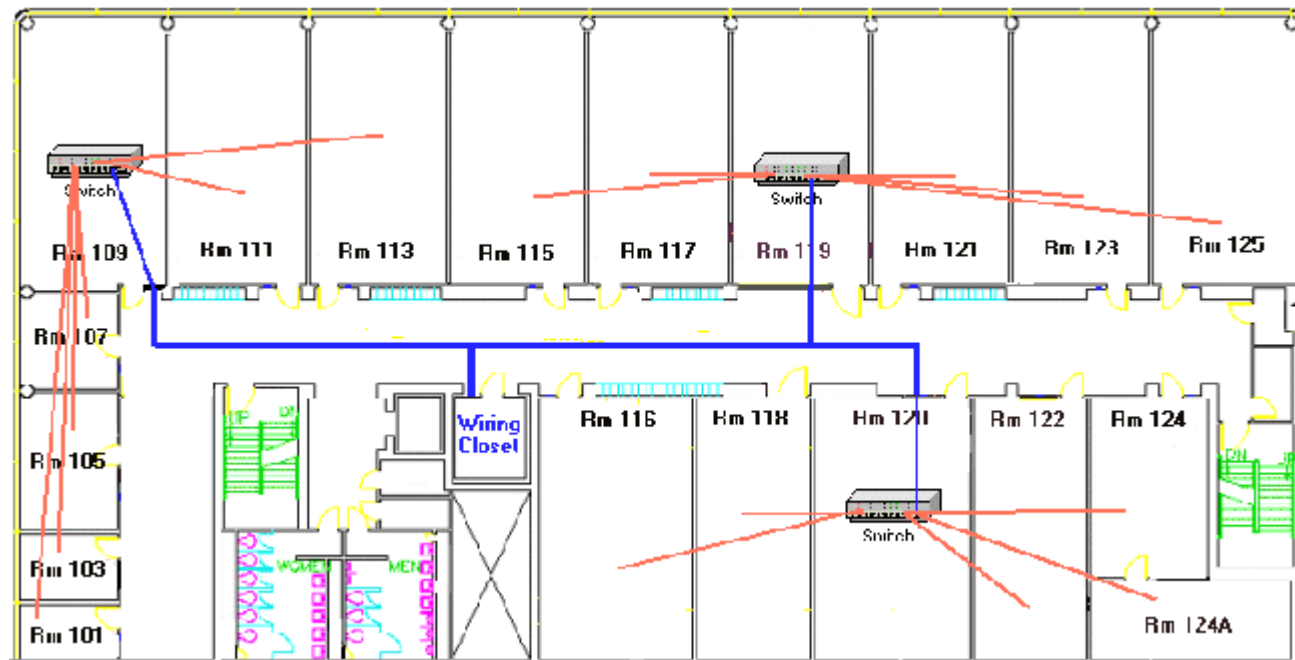 Switch
Switch
Rm 109
Rm 111
Rm 113
Rm 115
Rm 117
Rm 119
Rm 121
Rm 123
Rm 125
Rm 107
UP
DN
Wiring
Closet
Rm 116
Rm 118
Rm 120
Rm 122
Rm 124
Rm 105
DN
UP
Switch
Rm 103
WOMEN
MEN
Rm 101
Rm 124A